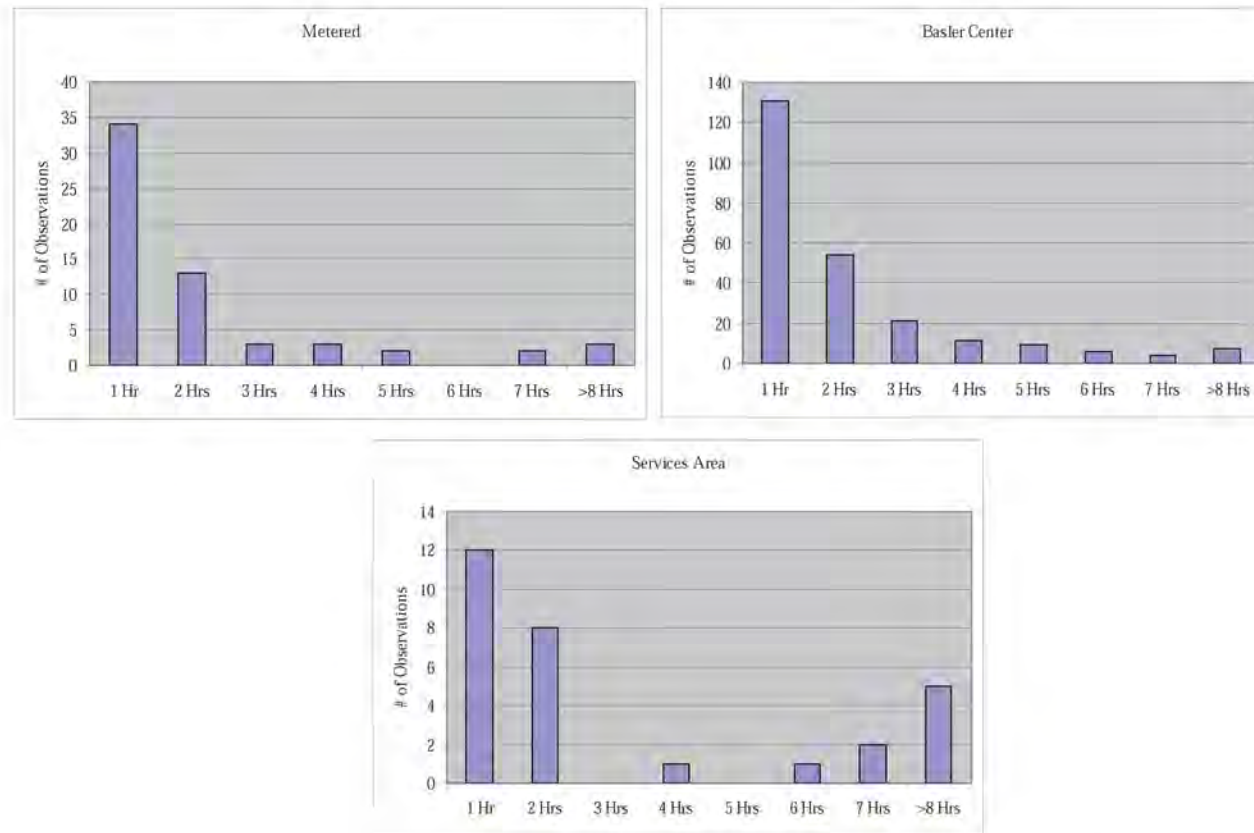 Metered
# of Observations
40
35
30
25
20
15
10
5
0
1 Hr 2 Hrs 3 Hrs 4 Hrs 5 Hrs 6 Hrs 7 Hrs >8 Hrs
Basler Center
# of Observations
140
120
100
80
60
40
20
0
1 Hr 2 Hrs 3 Hrs 4 Hrs 5 Hrs 6 Hrs 7 Hrs >8 Hrs
Services Area
# of Observations
14
12
10
8
6
4
2
0
1 Hr 2 Hrs 3 Hrs 4 Hrs 5 Hrs 6 Hrs 7 Hrs >8 Hrs